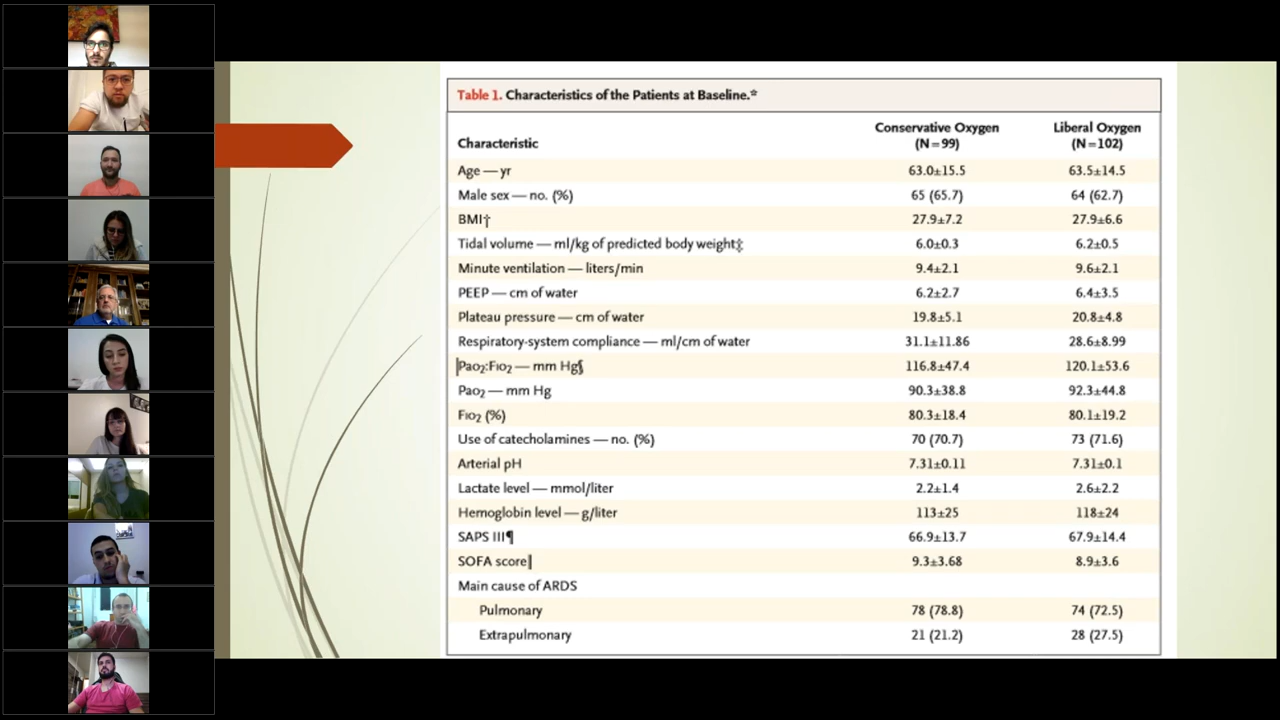 Table 1. Characteristics of the Patients at Baseline.*
Characteristic Conservative Oxygen (N=99) Liberal Oxygen (N=102)
Age — yr 63.0±15.5 63.5±14.5
Male sex — no. (%) 65 (65.7) 64 (62.7)
BMI† 27.9±7.2 27.9±6.6
Tidal volume — ml/kg of predicted body weight‡ 6.0±0.3 6.2±0.5
Minute ventilation — liters/min 9.4±2.1 9.6±2.1
PEEP — cm of water 6.2±2.7 6.4±3.5
Plateau pressure — cm of water 19.8±5.1 20.8±4.8
Respiratory-system compliance — ml/cm of water 31.1±11.86 28.6±8.99
Pao2:Fio2 — mm Hg§ 116.8±47.4 120.1±53.6
Pao2 — mm Hg 90.3±38.8 92.3±44.8
Fio2 (%) 80.3±18.4 80.1±19.2
Use of catecholamines — no. (%) 70 (70.7) 73 (71.6)
Arterial pH 7.31±0.11 7.31±0.1
Lactate level — mmol/liter 2.2±1.4 2.6±2.2
Hemoglobin level — g/liter 113±25 118±24
SAPS III¶ 66.9±13.7 67.9±14.4
SOFA score‖ 9.3±3.68 8.9±3.6
Main cause of ARDS
Pulmonary 78 (78.8) 74 (72.5)
Extrapulmonary 21 (21.2) 28 (27.5)